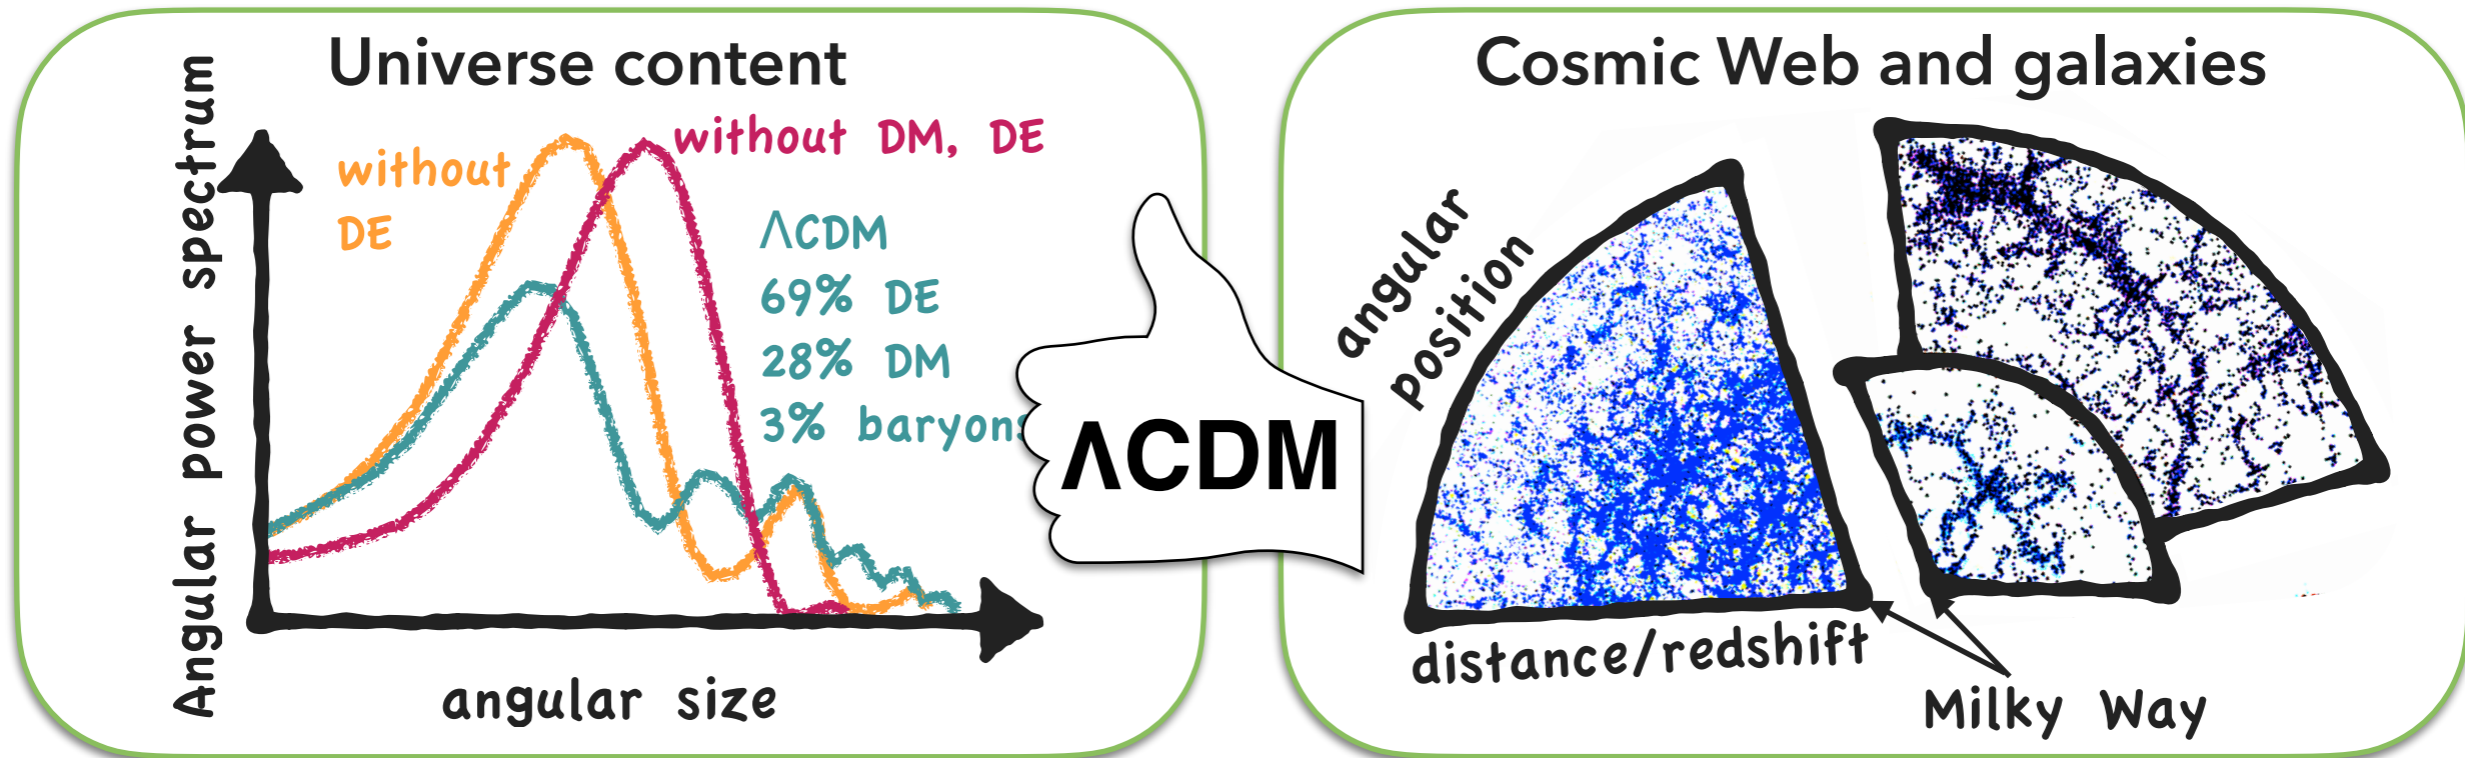 Universe content
Angular power spectrum
without
DE
without DM, DE
ΛCDM
69% DE
28% DM
3% baryons
angular size
ΛCDM
Cosmic Web and galaxies
angular
position
distance/redshift
Milky Way